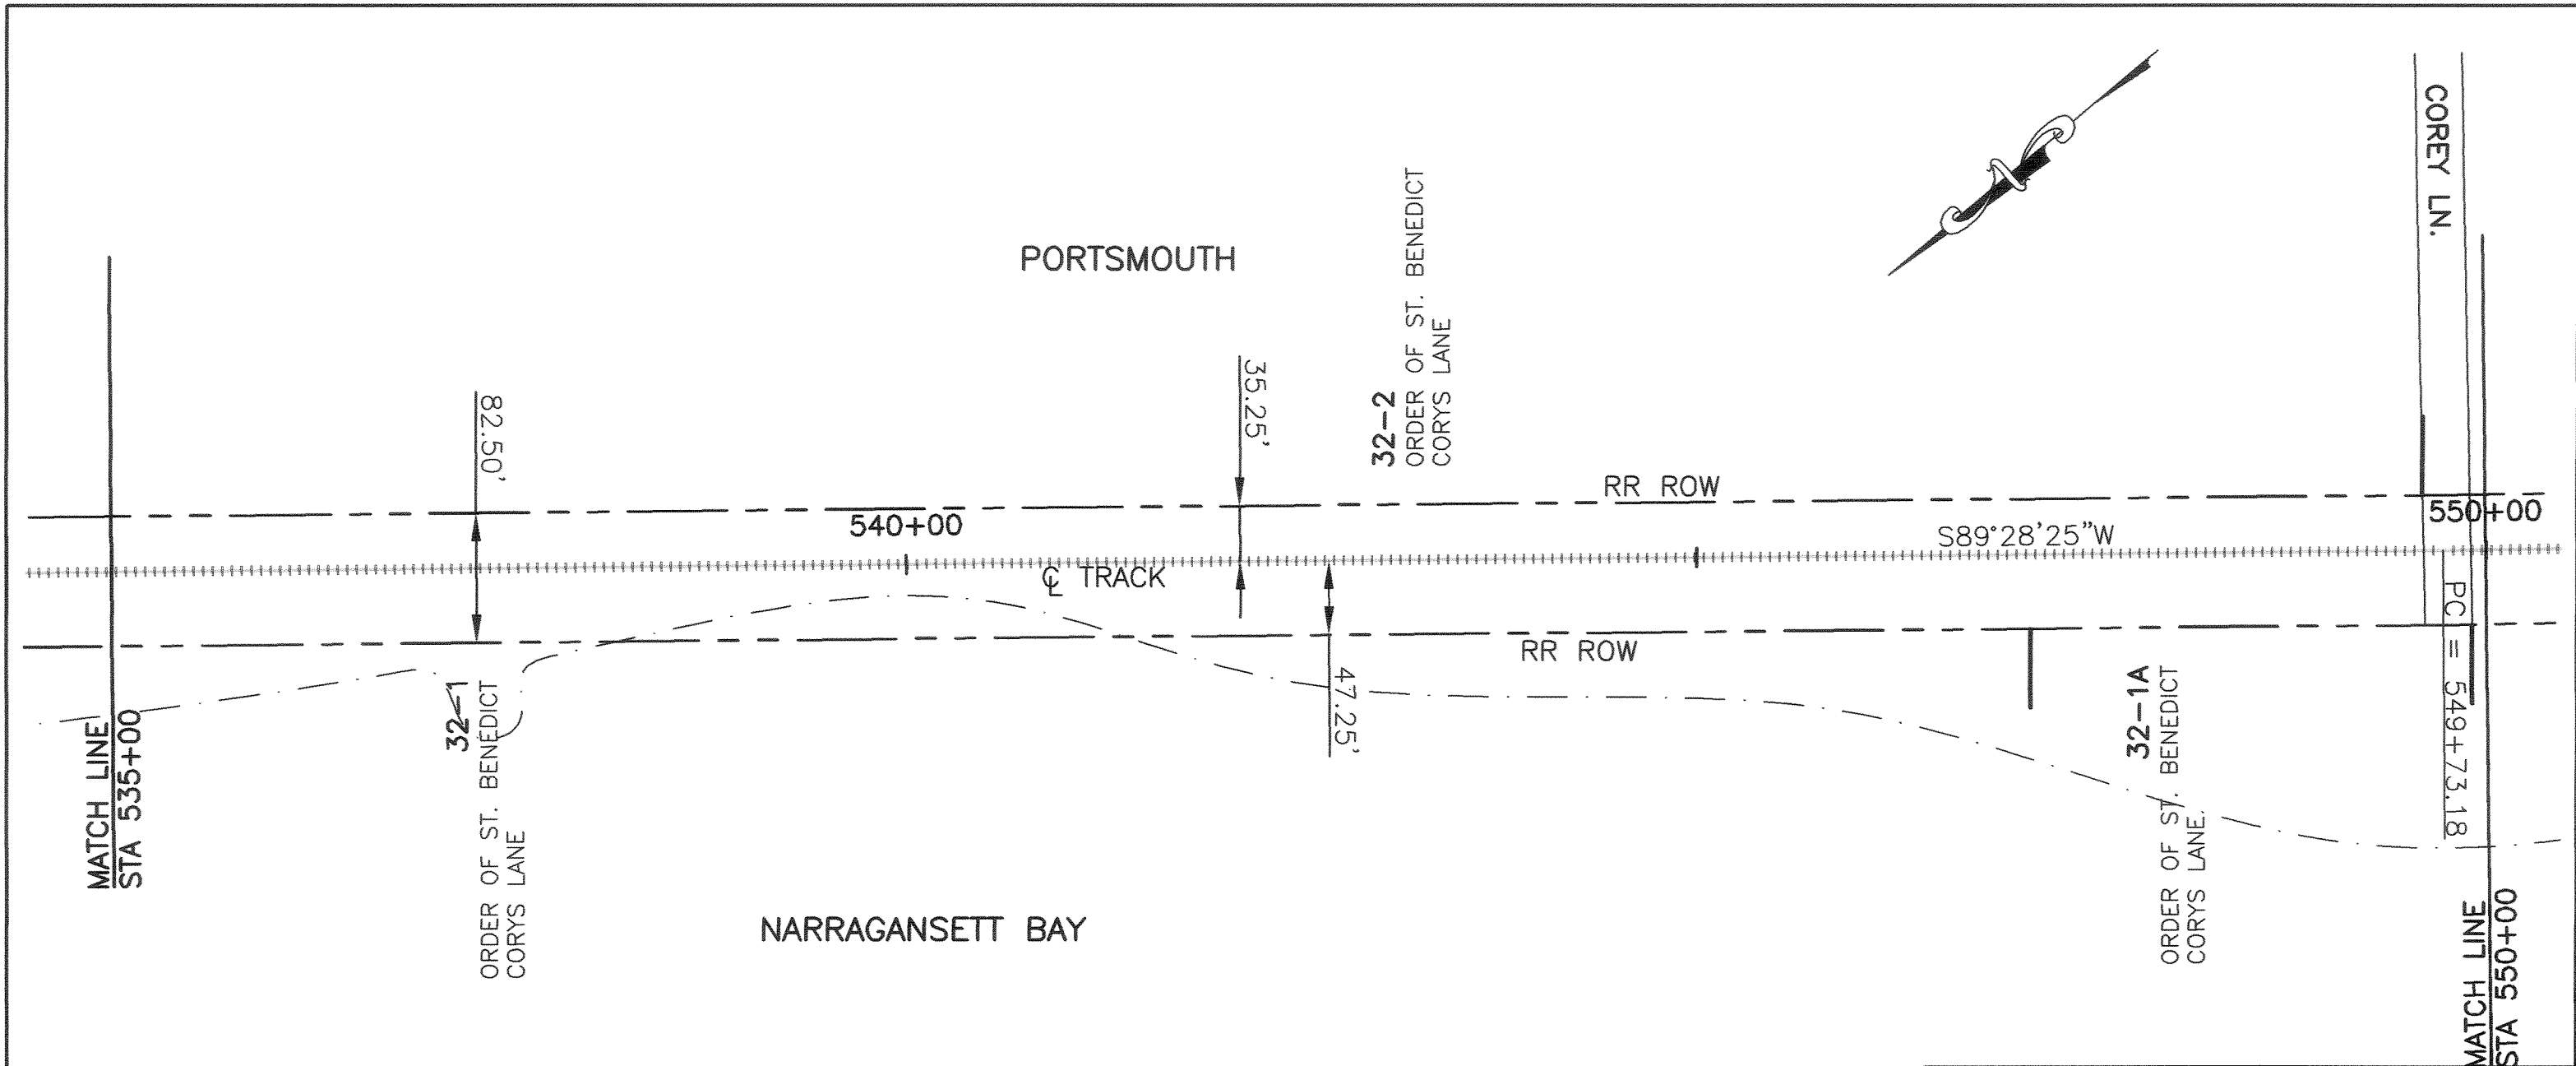 COREY LN.
PORTSMOUTH
32-2
ORDER OF ST. BENEDICT
CORYS LANE
82.50'
35.25'
RR ROW
540+00
550+00
S89°28'25"W
℄ TRACK
RR ROW
47.25'
PC = 549+73.18
32-1
ORDER OF ST. BENEDICT
CORYS LANE
32-1A
ORDER OF ST. BENEDICT
CORYS LANE.
MATCH LINE
STA 535+00
NARRAGANSETT BAY
MATCH LINE
STA 550+00
N